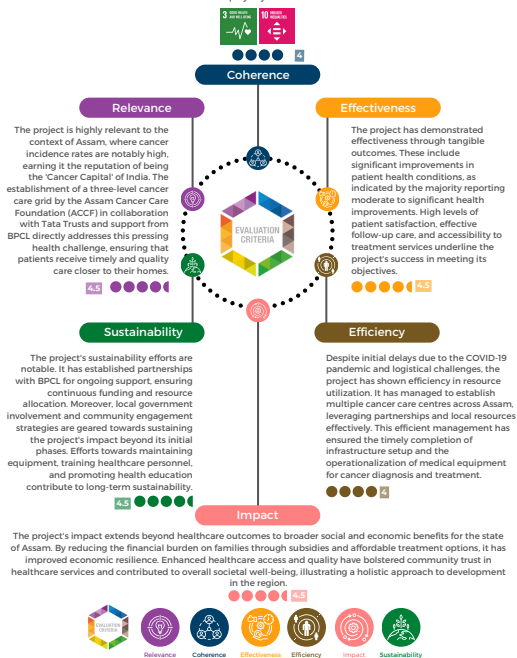 3 GOOD HEALTH AND WELL-BEING
10 REDUCED INEQUALITIES
4
Coherence
Relevance
The project is highly relevant to the
context of Assam, where cancer
incidence rates are notably high,
earning it the reputation of being
the 'Cancer Capital' of India. The
establishment of a three-level cancer
care grid by the Assam Cancer Care
Foundation (ACCF) in collaboration
with Tata Trusts and support from
BPCL directly addresses this pressing
health challenge, ensuring that
patients receive timely and quality
care closer to their homes.
4.5
Effectiveness
The project has demonstrated
effectiveness through tangible
outcomes. These include
significant improvements in
patient health conditions, as
indicated by the majority reporting
moderate to significant health
improvements. High levels of
patient satisfaction, effective
follow-up care, and accessibility to
treatment services underline the
project's success in meeting its
objectives.
4.5
EVALUATION
CRITERIA
Sustainability
The project's sustainability efforts are
notable. It has established partnerships
with BPCL for ongoing support, ensuring
continuous funding and resource
allocation. Moreover, local government
involvement and community engagement
strategies are geared towards sustaining
the project's impact beyond its initial
phases. Efforts towards maintaining
equipment, training healthcare personnel,
and promoting health education
contribute to long-term sustainability.
4.5
Efficiency
Despite initial delays due to the COVID-19
pandemic and logistical challenges, the
project has shown efficiency in resource
utilization. It has managed to establish
multiple cancer care centres across Assam,
leveraging partnerships and local resources
effectively. This efficient management has
ensured the timely completion of
infrastructure setup and the
operationalization of medical equipment
for cancer diagnosis and treatment.
4
Impact
The project's impact extends beyond healthcare outcomes to broader social and economic benefits for the state
of Assam. By reducing the financial burden on families through subsidies and affordable treatment options, it has
improved economic resilience. Enhanced healthcare access and quality have bolstered community trust in
healthcare services and contributed to overall societal well-being, illustrating a holistic approach to development
in the region.
4.5
EVALUATION
CRITERIA
Relevance
Coherence
Effectiveness
Efficiency
Impact
Sustainability